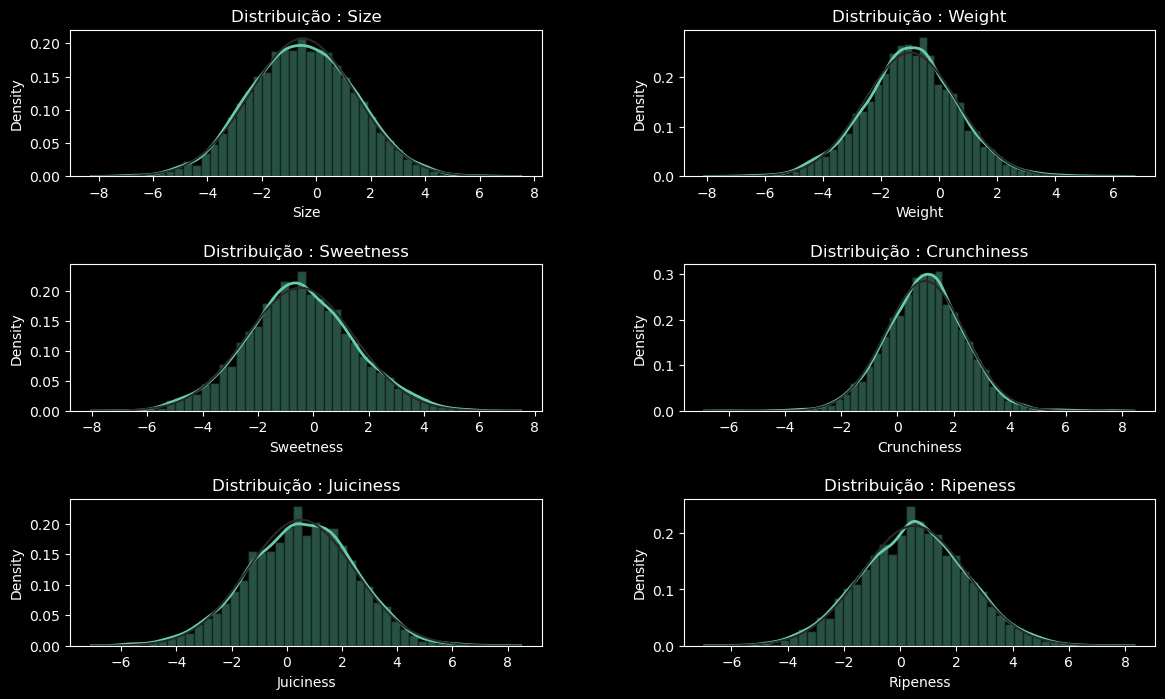 Distribuição : Size
Density
0.20
0.15
0.10
0.05
0.00
−8 −6 −4 −2 0 2 4 6 8
Size
Distribuição : Weight
Density
0.2
0.1
0.0
−8 −6 −4 −2 0 2 4 6
Weight
Distribuição : Sweetness
Density
0.20
0.15
0.10
0.05
0.00
−8 −6 −4 −2 0 2 4 6 8
Sweetness
Distribuição : Crunchiness
Density
0.3
0.2
0.1
0.0
−6 −4 −2 0 2 4 6 8
Crunchiness
Distribuição : Juiciness
Density
0.20
0.15
0.10
0.05
0.00
−6 −4 −2 0 2 4 6 8
Juiciness
Distribuição : Ripeness
Density
0.2
0.1
0.0
−6 −4 −2 0 2 4 6 8
Ripeness